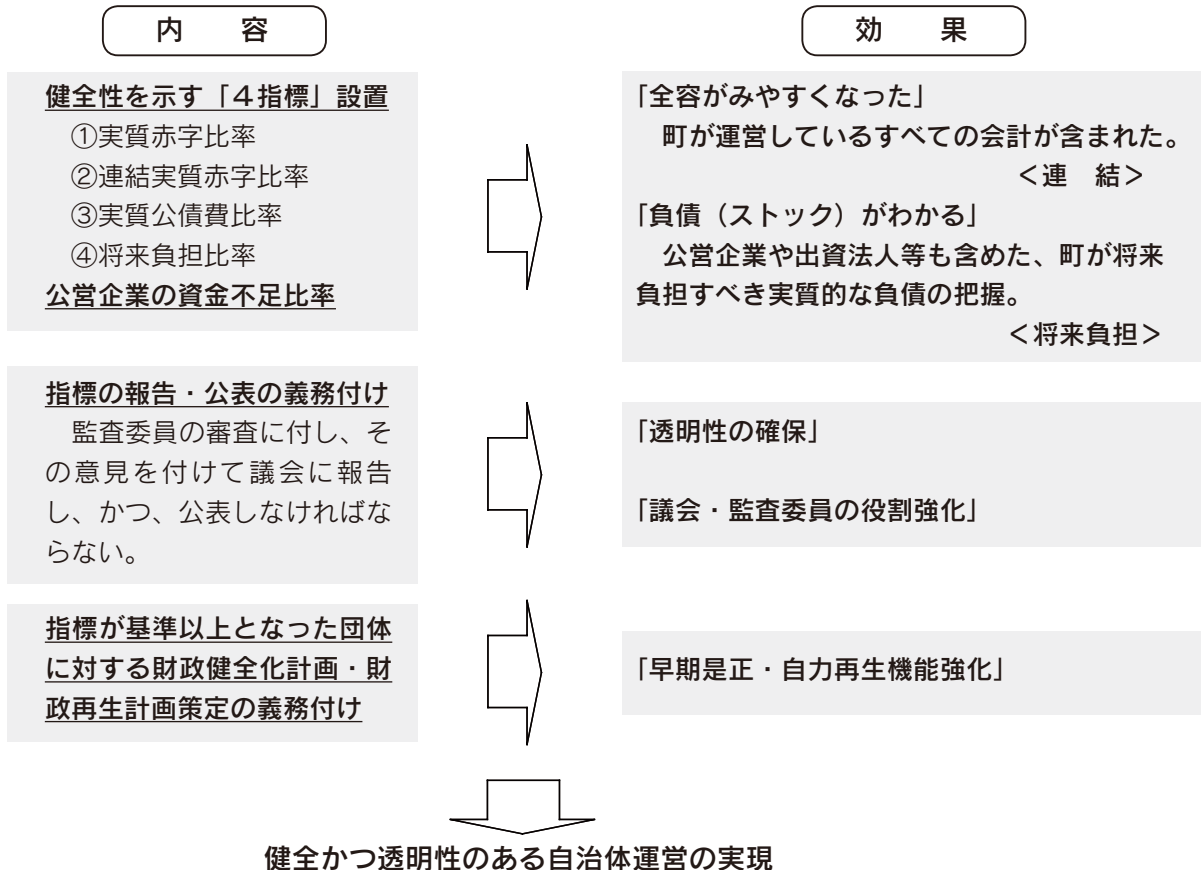 内　容
効　果
健全性を示す「４指標」設置
①実質赤字比率
②連結実質赤字比率
③実質公債費比率
④将来負担比率
公営企業の資金不足比率
「全容がみやすくなった」
町が運営しているすべての会計が含まれた。
＜連　結＞
「負債（ストック）がわかる」
公営企業や出資法人等も含めた、町が将来
負担すべき実質的な負債の把握。
＜将来負担＞
指標の報告・公表の義務付け
監査委員の審査に付し、そ
の意見を付けて議会に報告
し、かつ、公表しなければな
らない。
「透明性の確保」
「議会・監査委員の役割強化」
指標が基準以上となった団体
に対する財政健全化計画・財
政再生計画策定の義務付け
「早期是正・自力再生機能強化」
健全かつ透明性のある自治体運営の実現